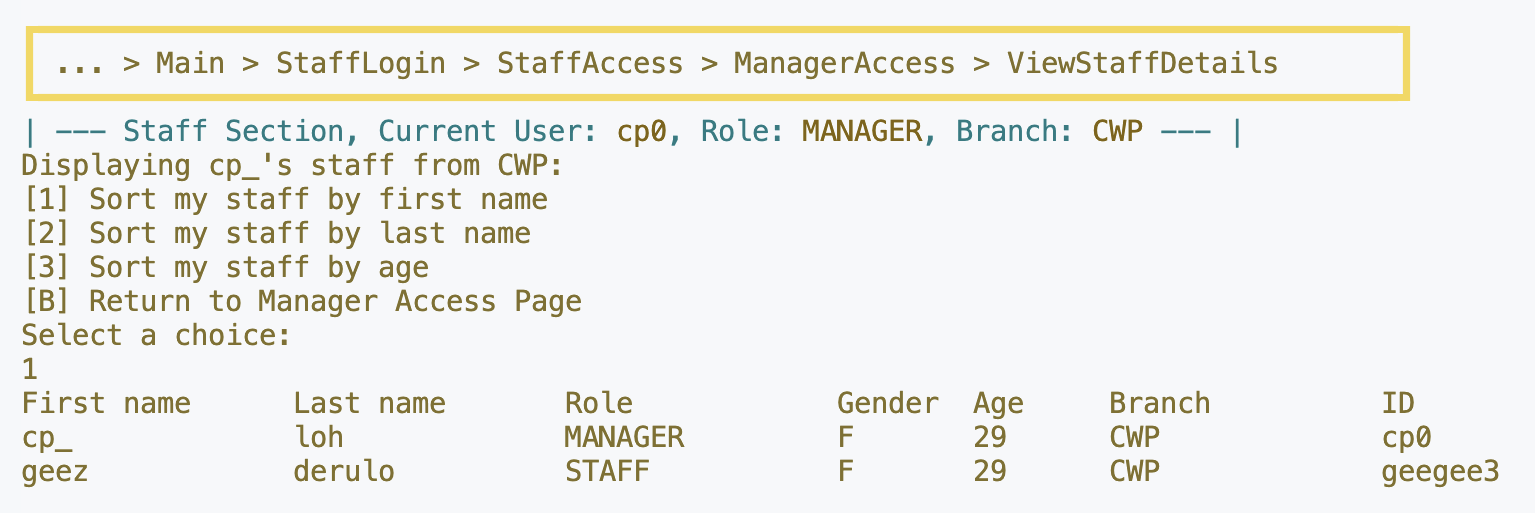 ... > Main > StaffLogin > StaffAccess > ManagerAccess > ViewStaffDetails
| --- Staff Section, Current User: cp0, Role: MANAGER, Branch: CWP --- |
Displaying cp_'s staff from CWP:
[1] Sort my staff by first name
[2] Sort my staff by last name
[3] Sort my staff by age
[B] Return to Manager Access Page
Select a choice:
1
First name      Last name       Role            Gender  Age     Branch          ID
cp_             loh             MANAGER         F       29      CWP             cp0
geez            derulo          STAFF           F       29      CWP             geegee3